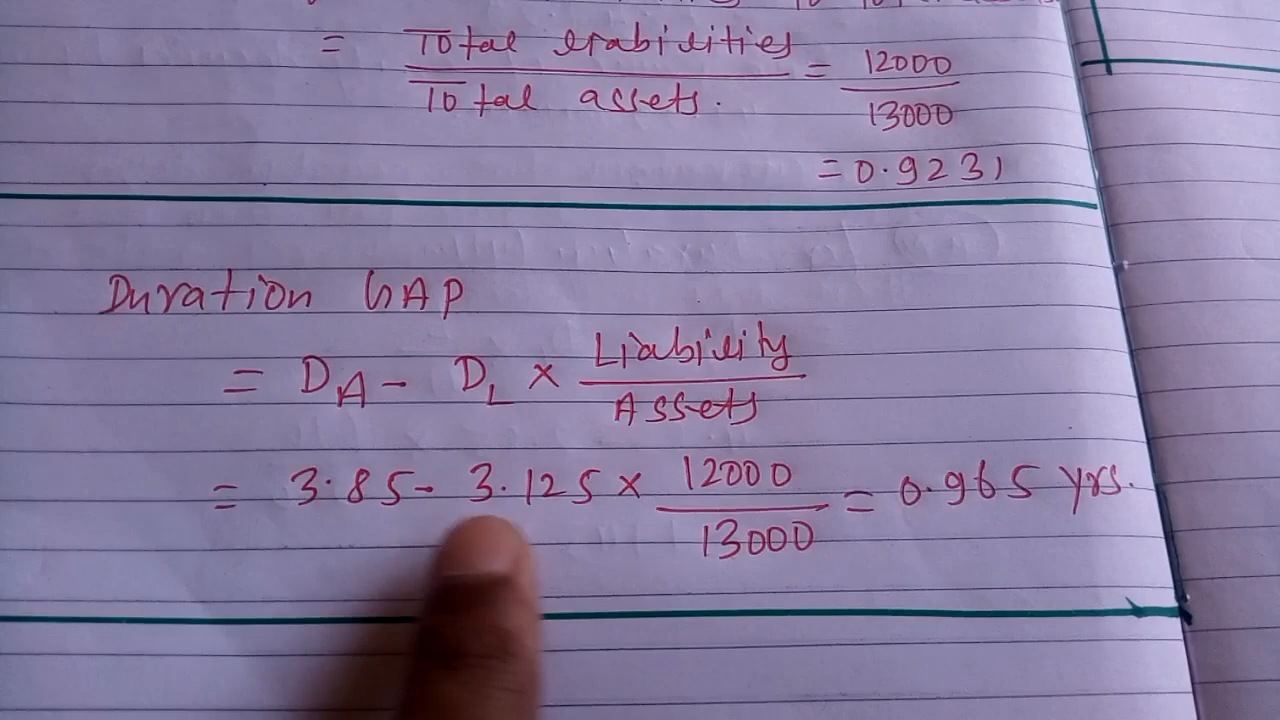 = Total liabilities / Total assets. = 12000 / 13000
= 0.9231
Duration GAP
= DA - DL × Liability / Assets
= 3.85 - 3.125 × 12000 / 13000 = 0.965 yrs.